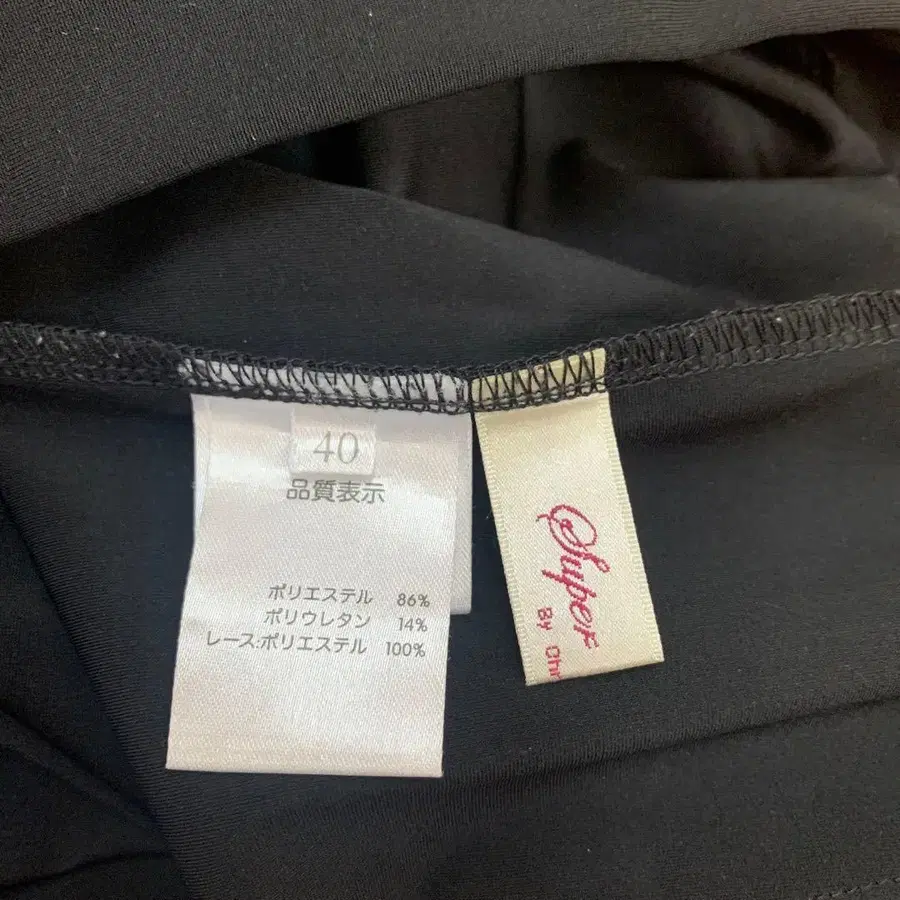 40
品質表示
ポリエステル 86%
ポリウレタン 14%
レース:ポリエステル 100%
Super
By Chr